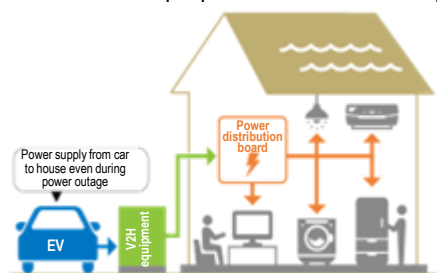 Power
distribution
board
Power supply from car
to house even during
power outage
EV
V2H
equipment